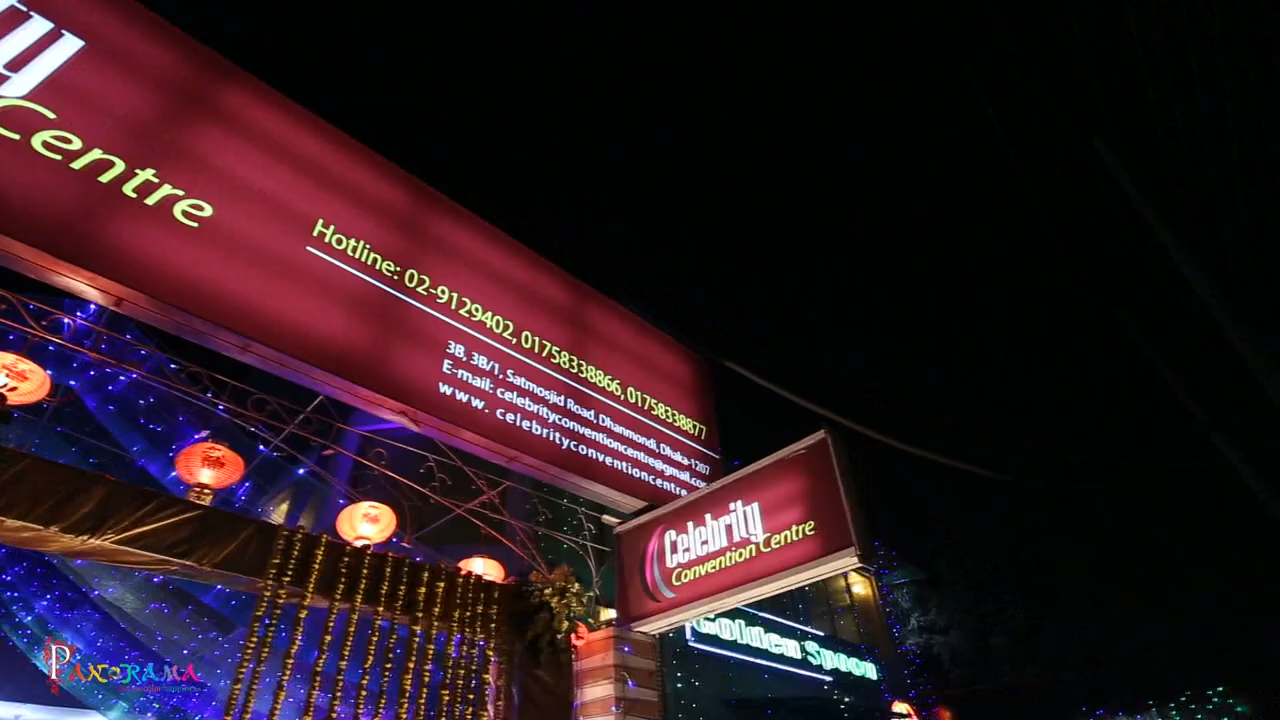 y
Centre
Hotline: 02-9129402, 01758338866, 01758338877
3B, 3B/1, Satmosjid Road, Dhanmondi, Dhaka-1207
E-mail: celebrityconventioncentre@gmail.com
www. celebrityconventioncentre
Celebrity
Convention Centre
Golden Spoon
PANORAMA